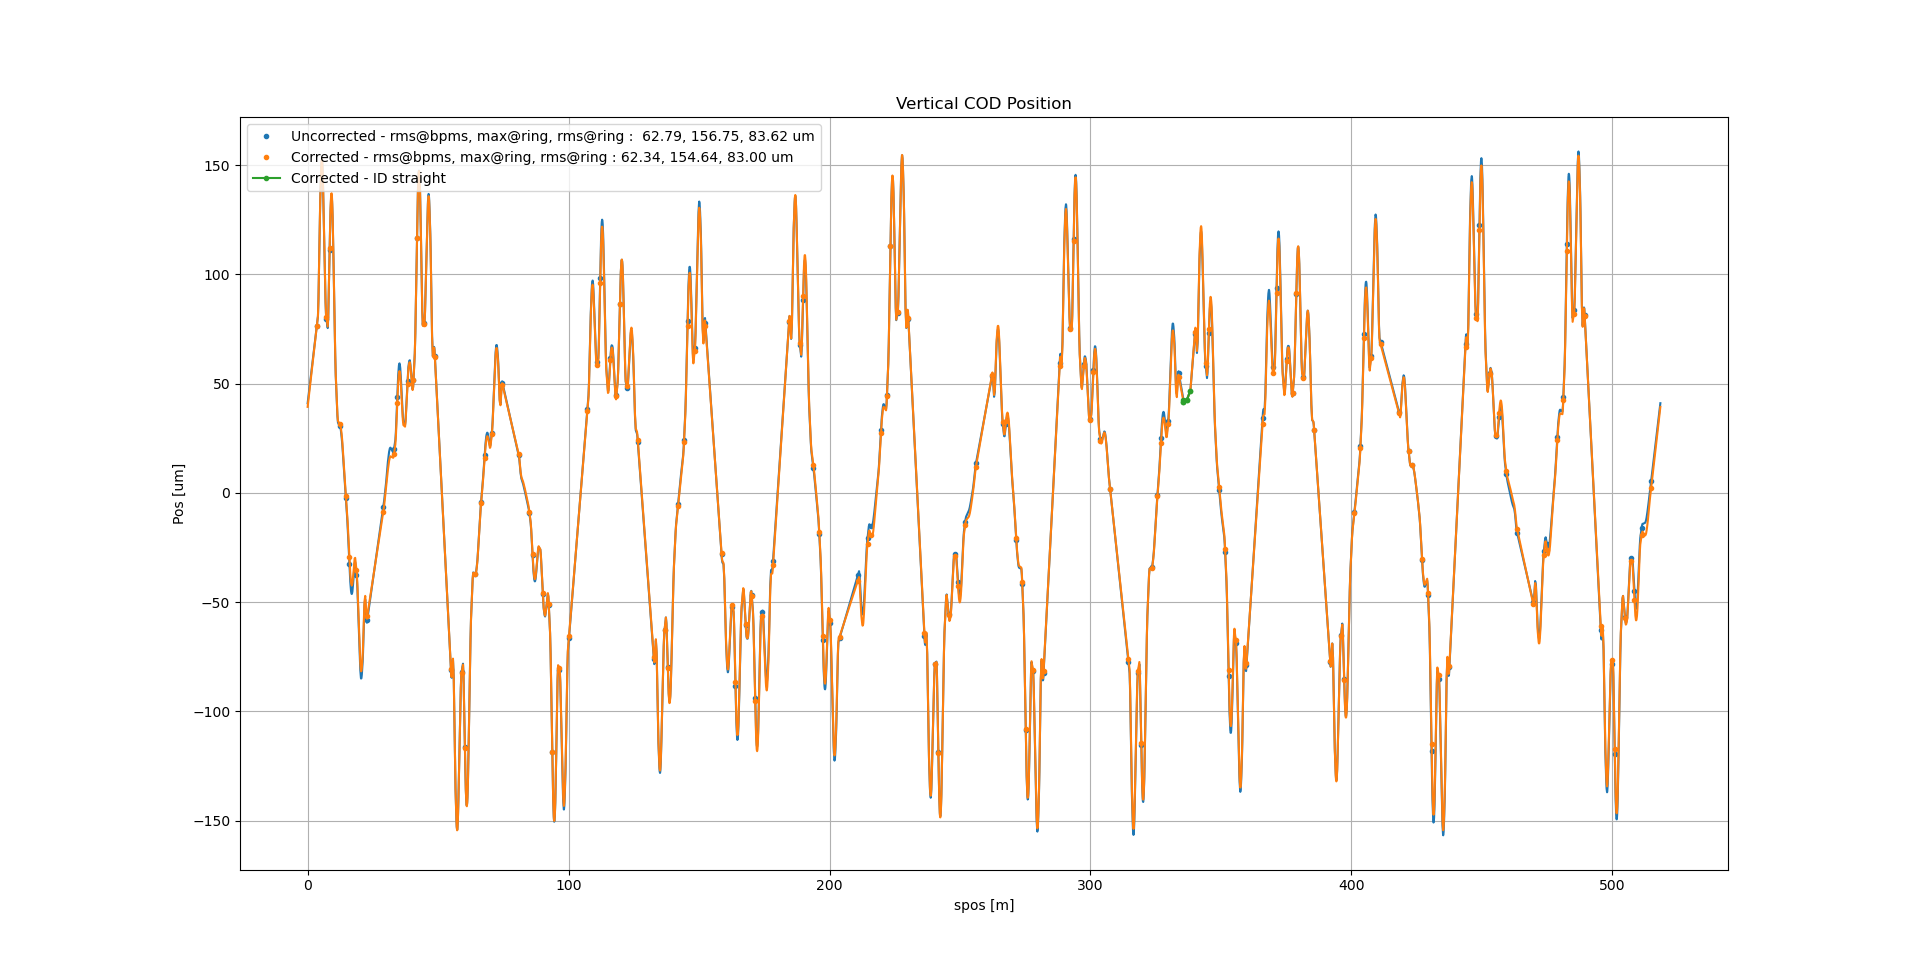 Vertical COD Position
Uncorrected - rms@bpms, max@ring, rms@ring :  62.79, 156.75, 83.62 um
Corrected - rms@bpms, max@ring, rms@ring : 62.34, 154.64, 83.00 um
Corrected - ID straight
150
100
50
0
−50
−100
−150
Pos [um]
0 100 200 300 400 500
spos [m]